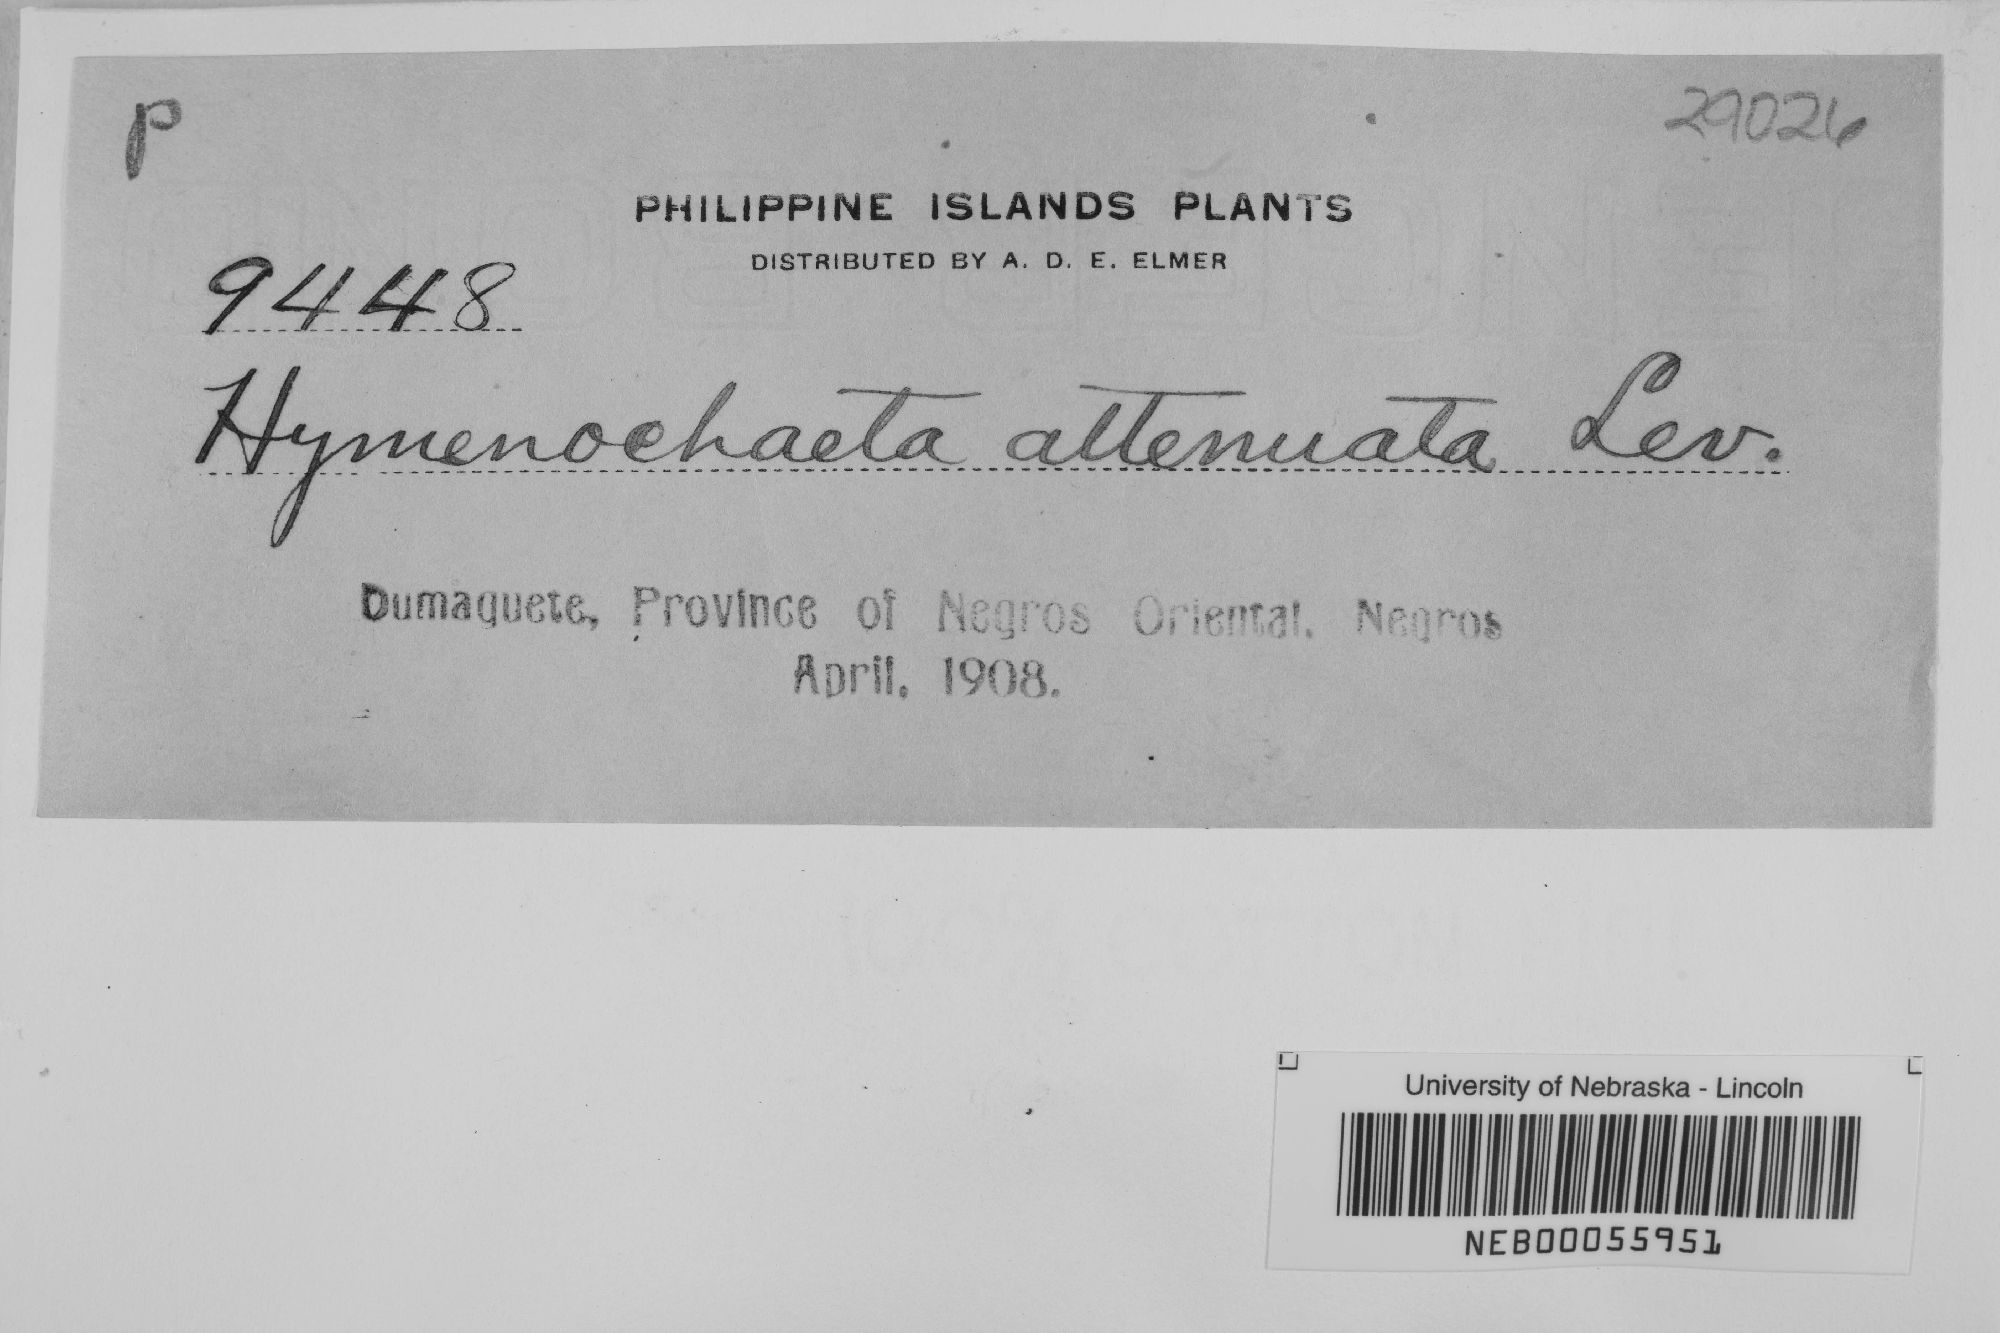 P
29026
PHILIPPINE ISLANDS PLANTS
DISTRIBUTED BY A. D. E. ELMER
9448
Hymenochaeta attenuata Lev.
Dumaguete, Province of Negros Oriental, Negros
April, 1908.
University of Nebraska - Lincoln
NEB00055951